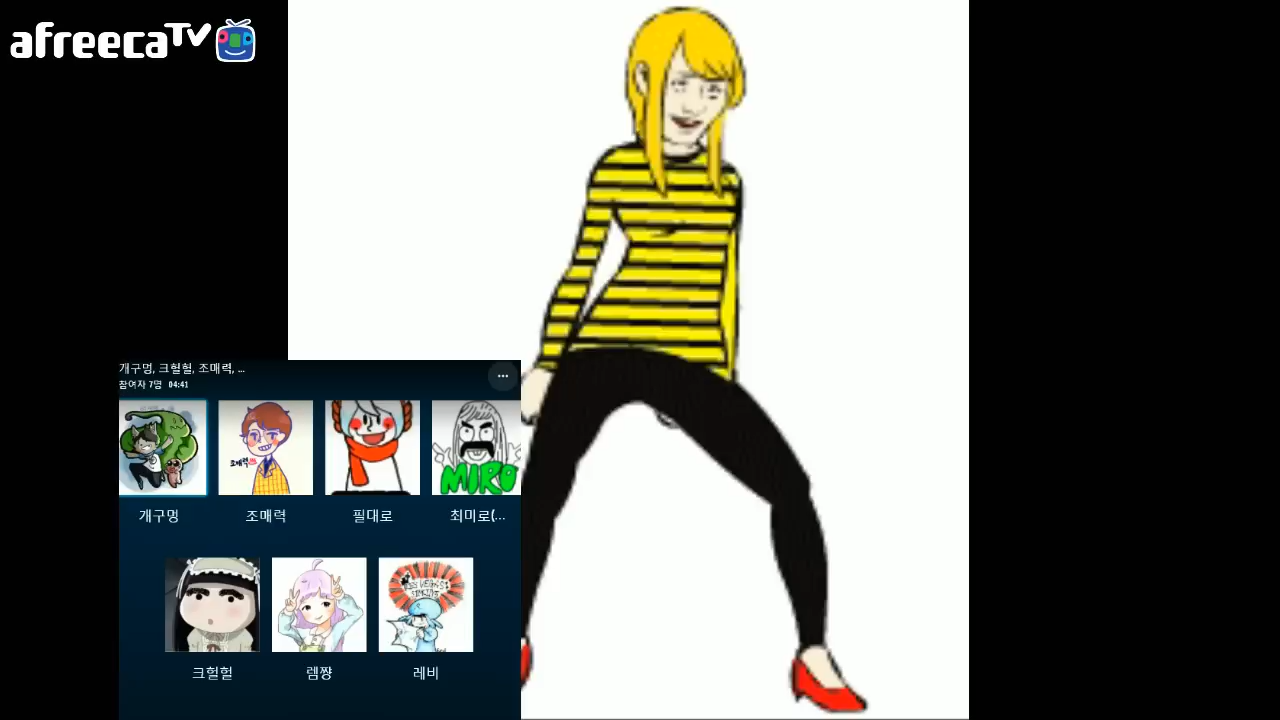 afreecaTV
개구멍, 크헐헐, 조매력, ...
참여자 7명 04:41
조매력
MIRO
개구멍
조매력
필대로
최미로(...
크헐헐
렘쨩
레비